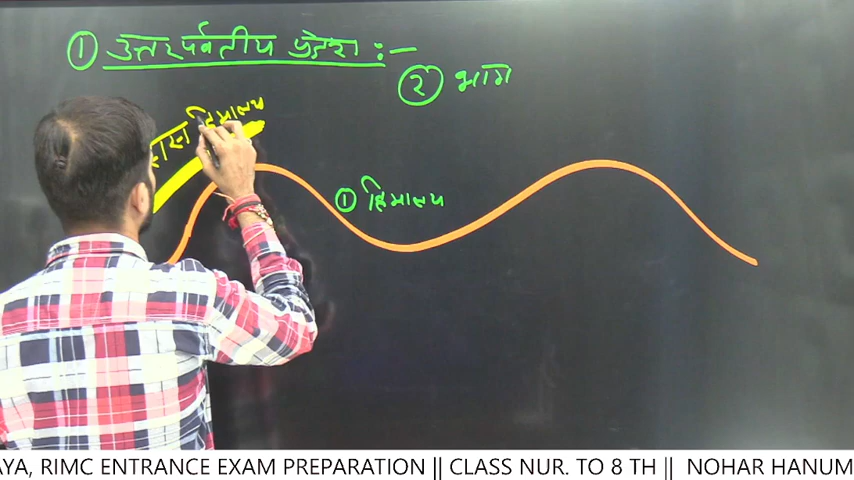 ① उत्तर पर्वतीय प्रदेश :-
② भाग
हिमालय
① हिमालय
AYA, RIMC ENTRANCE EXAM PREPARATION || CLASS NUR. TO 8 TH || NOHAR HANUM